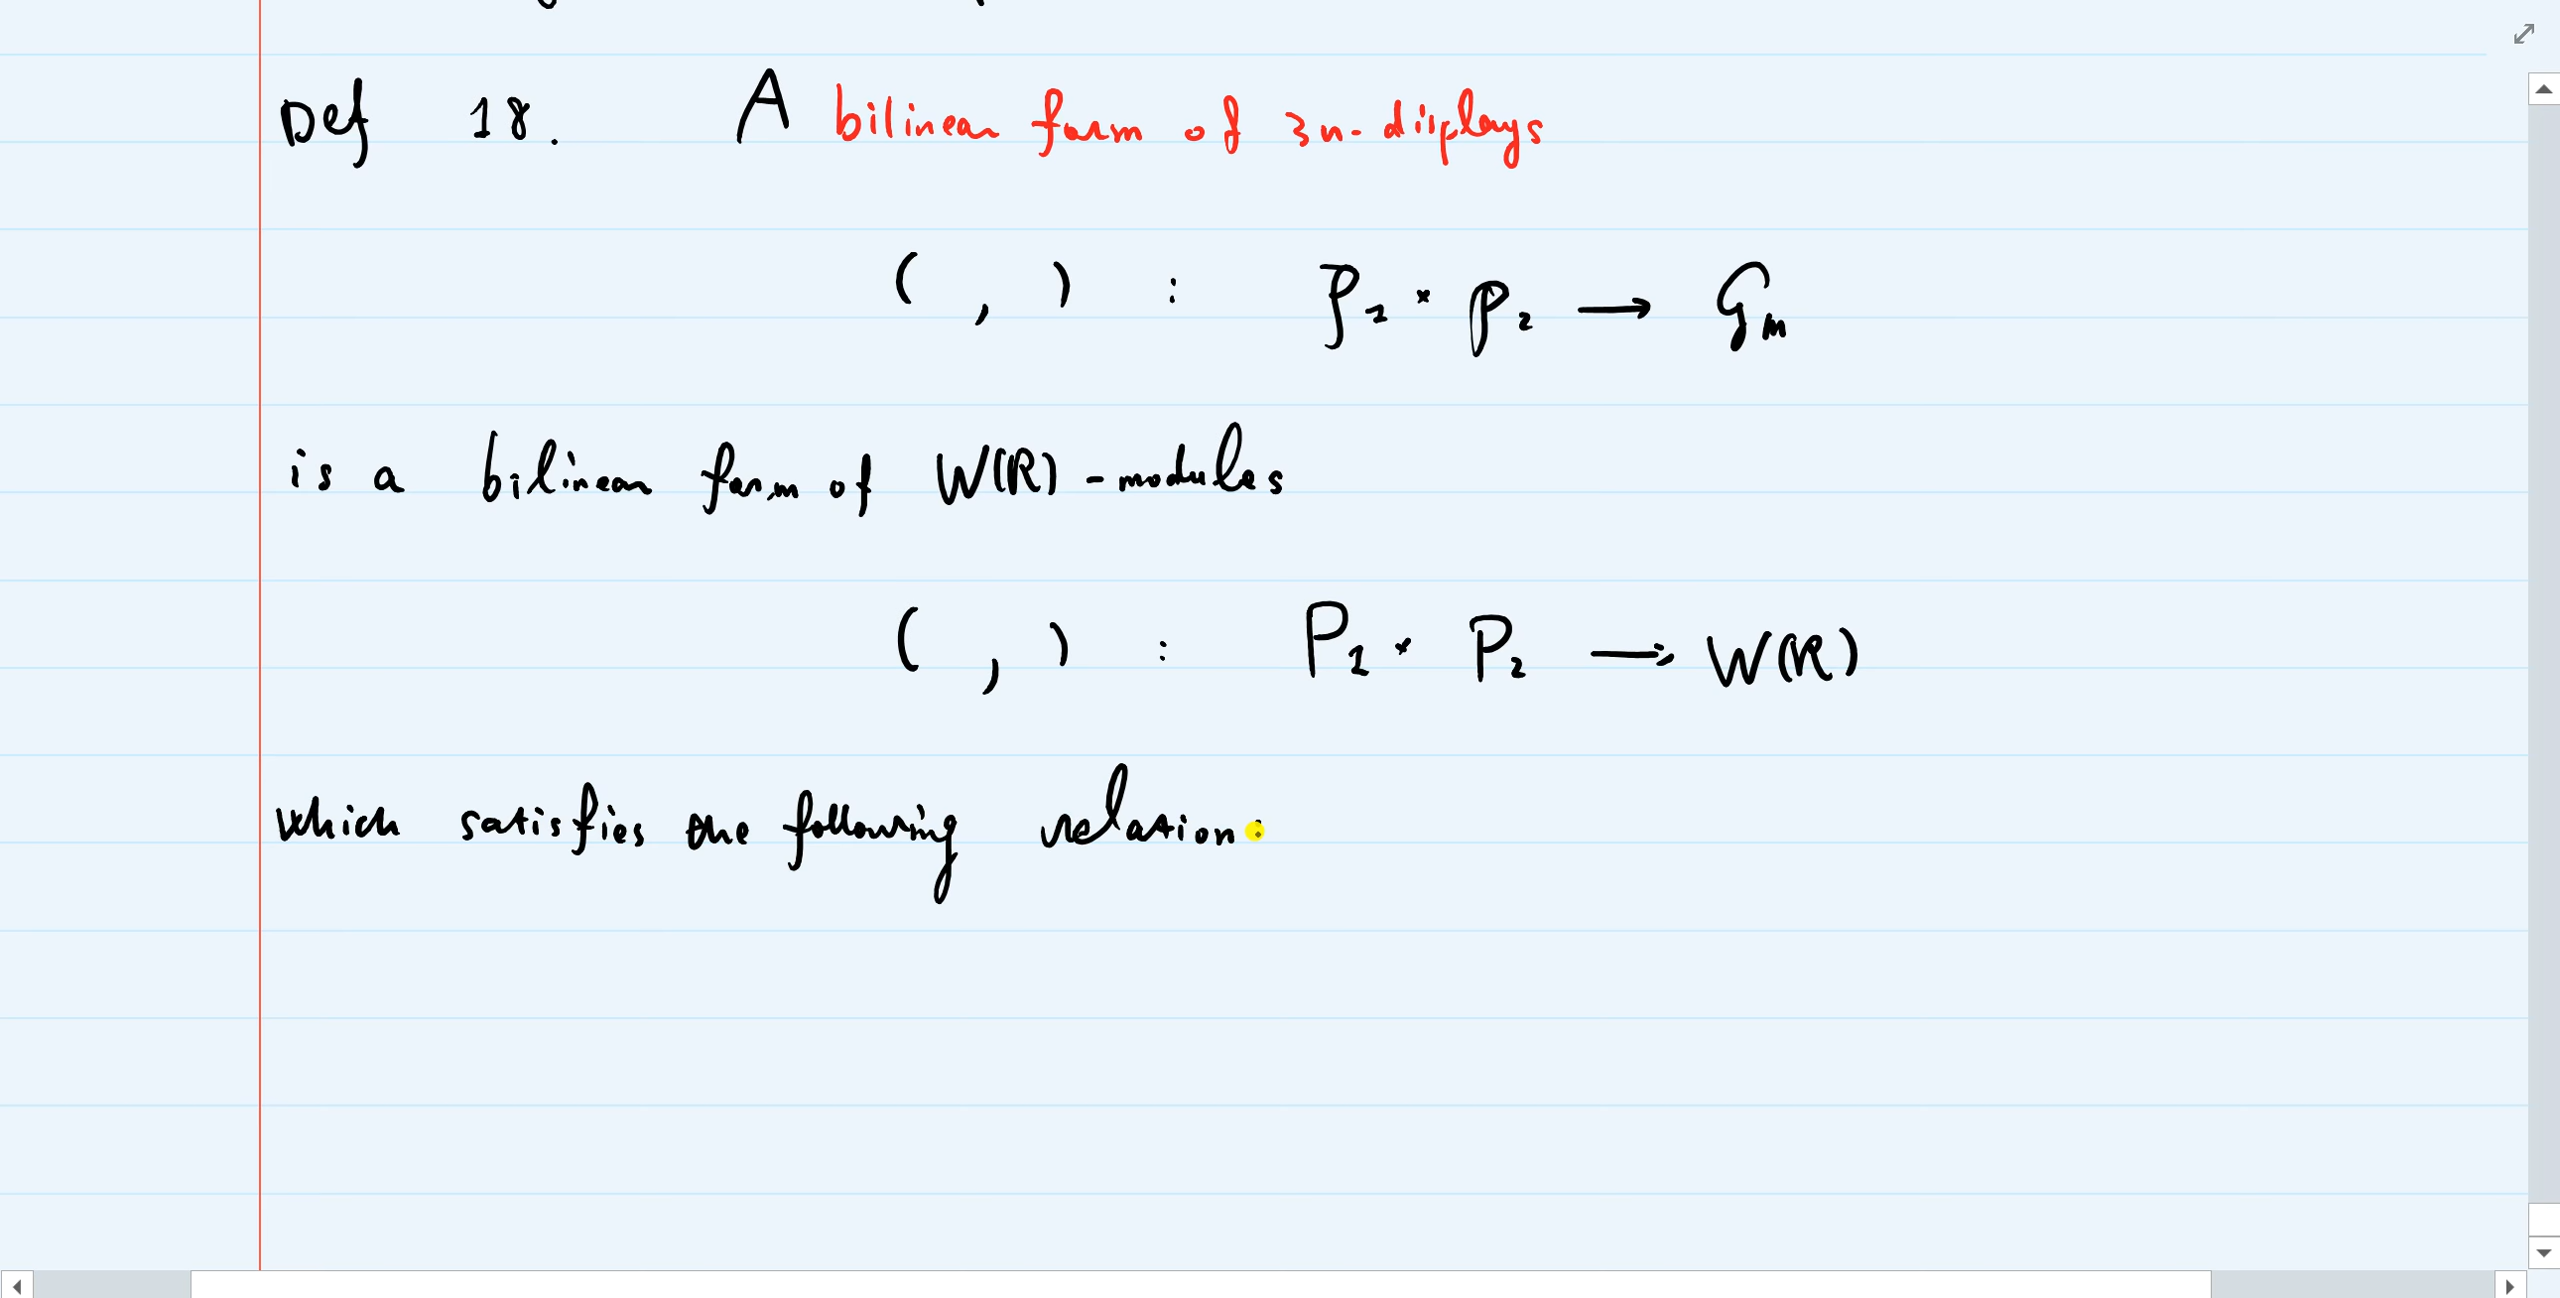 Def 18. A bilinear form of 3n-displays
( , ) : 𝒫₁ × 𝒫₂ → 𝒢ₘ
is a bilinear form of W(R)-modules
( , ) : P₁ × P₂ → W(R)
which satisfies the following relation: